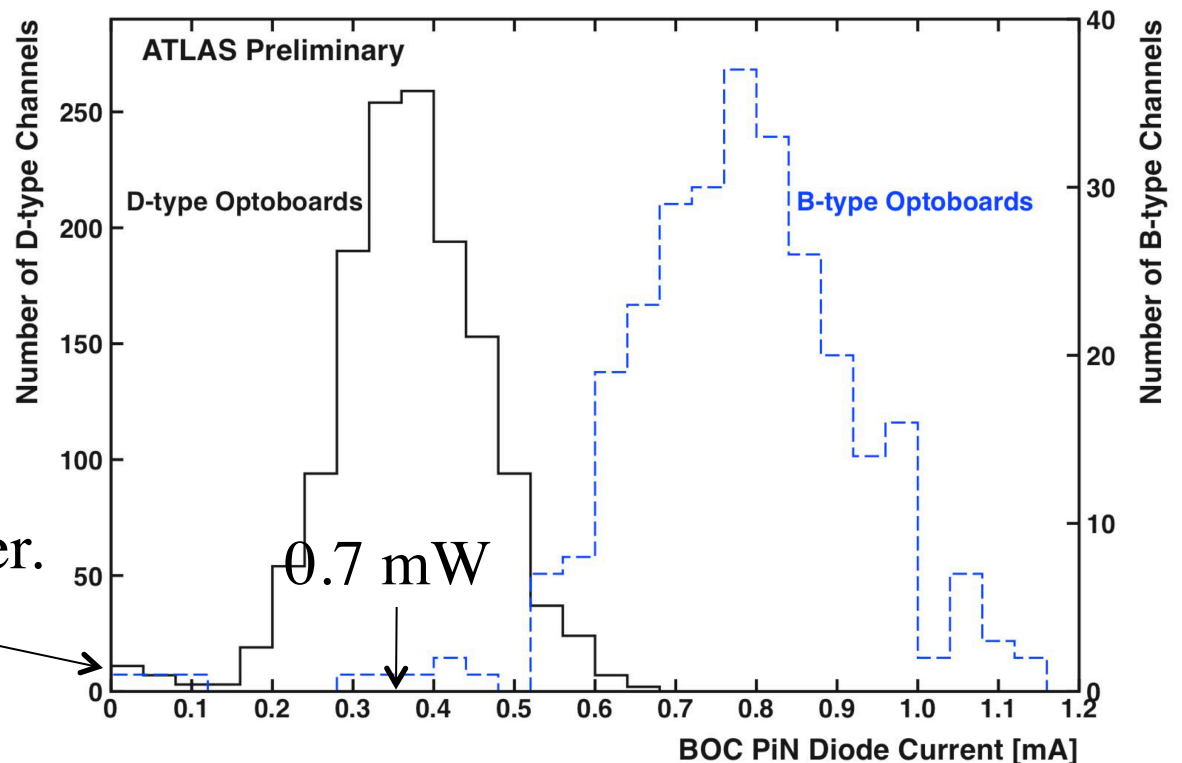 ATLAS Preliminary
Number of D-type Channels
Number of B-type Channels
D-type Optoboards
B-type Optoboards
250
200
150
100
50
0
40
30
20
10
0
er.
0.7 mW
0 0.1 0.2 0.3 0.4 0.5 0.6 0.7 0.8 0.9 1.0 1.1 1.2
BOC PiN Diode Current [mA]